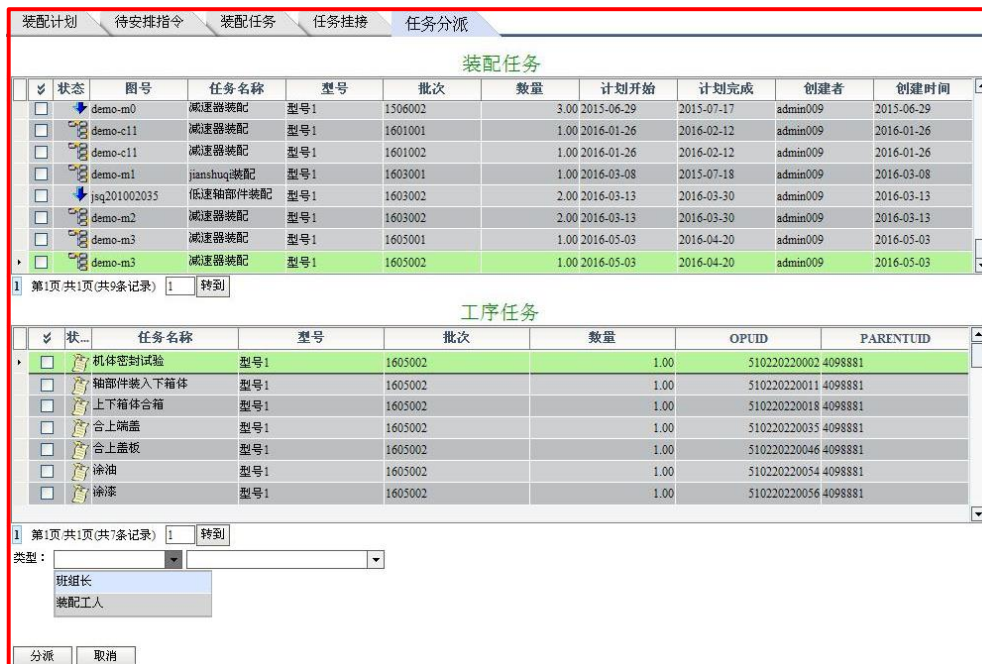 装配计划 待安排指令 装配任务 任务挂接 任务分派
装配任务
状态 图号 任务名称 型号 批次 数量 计划开始 计划完成 创建者 创建时间
demo-m0 减速器装配 型号1 1506002 3.00 2015-06-29 2015-07-17 admin009 2015-06-29
demo-c11 减速器装配 型号1 1601001 1.00 2016-01-26 2016-02-12 admin009 2016-01-26
demo-c11 减速器装配 型号1 1601002 1.00 2016-01-26 2016-02-12 admin009 2016-01-26
demo-m1 jianshuqi装配 型号1 1603001 1.00 2016-03-08 2015-07-18 admin009 2016-03-08
jsq201002035 低速轴部件装配 型号1 1603002 2.00 2016-03-13 2016-03-30 admin009 2016-03-13
demo-m2 减速器装配 型号1 1603002 2.00 2016-03-13 2016-03-30 admin009 2016-03-13
demo-m3 减速器装配 型号1 1605001 1.00 2016-05-03 2016-04-20 admin009 2016-05-03
demo-m3 减速器装配 型号1 1605002 1.00 2016-05-03 2016-04-20 admin009 2016-05-03
1 第1页/共1页(共9条记录) 1 转到
工序任务
状... 任务名称 型号 批次 数量 OPUID PARENTUID
机体密封试验 型号1 1605002 1.00 510220220002 4098881
轴部件装入下箱体 型号1 1605002 1.00 510220220011 4098881
上下箱体合箱 型号1 1605002 1.00 510220220018 4098881
合上端盖 型号1 1605002 1.00 510220220035 4098881
合上盖板 型号1 1605002 1.00 510220220046 4098881
涂油 型号1 1605002 1.00 510220220054 4098881
涂漆 型号1 1605002 1.00 510220220056 4098881
1 第1页/共1页(共7条记录) 1 转到
类型：
班组长
装配工人
分派 取消